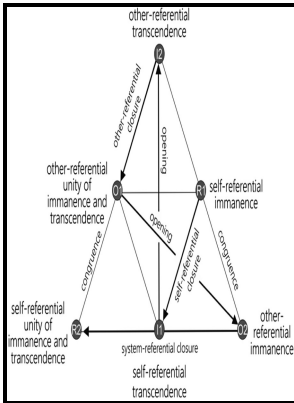 other-referential
transcendence
I2
other-referential
closure
opening
other-referential
unity of
immanence and
transcendence
O1
R1
self-referential
immanence
opening
self-referential
closure
congruence
congruence
self-referential
unity of
immanence and
transcendence
R2
I1
O2
other-
referential
immanence
system-referential closure
self-referential
transcendence